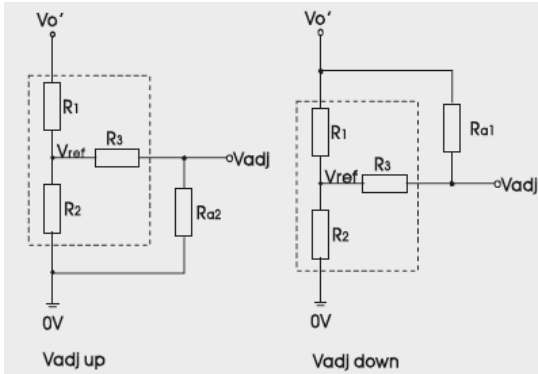 Vo'
R1
R3
Vref
Vadj
R2
Ra2
0V
Vadj up
Vo'
R1
Ra1
R3
Vref
Vadj
R2
0V
Vadj down